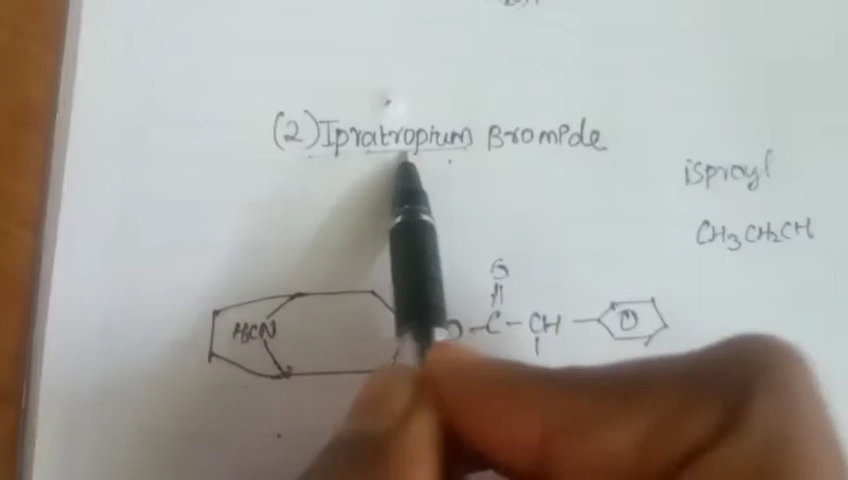 (2) Ipratropium Bromide
isproyl
CH3CH2CH
O
H3CN O-C-CH-